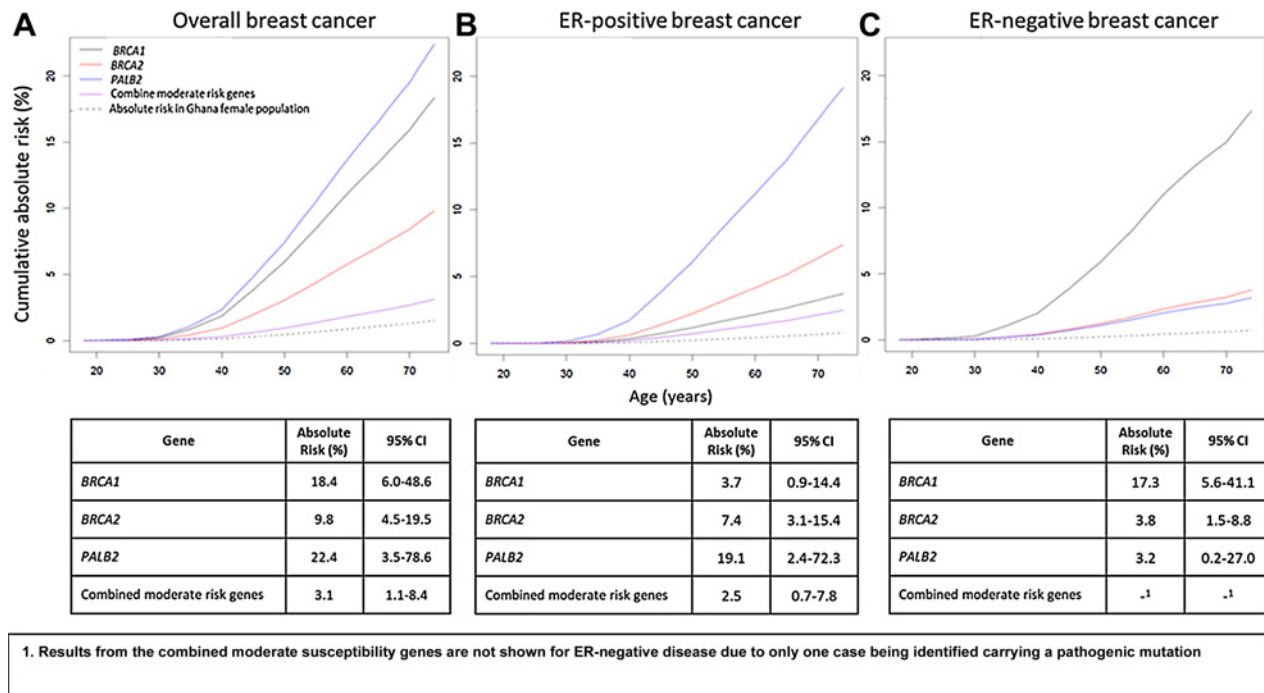 A Overall breast cancer
B ER-positive breast cancer
C ER-negative breast cancer
BRCA1
BRCA2
PALB2
Combine moderate risk genes
Absolute risk in Ghana female population
Cumulative absolute risk (%)
20
15
10
5
0
20 30 40 50 60 70
20
15
10
5
0
20 30 40 50 60 70
20
15
10
5
0
20 30 40 50 60 70
Age (years)
Gene Absolute Risk (%) 95% CI
BRCA1 18.4 6.0-48.6
BRCA2 9.8 4.5-19.5
PALB2 22.4 3.5-78.6
Combined moderate risk genes 3.1 1.1-8.4
Gene Absolute Risk (%) 95% CI
BRCA1 3.7 0.9-14.4
BRCA2 7.4 3.1-15.4
PALB2 19.1 2.4-72.3
Combined moderate risk genes 2.5 0.7-7.8
Gene Absolute Risk (%) 95% CI
BRCA1 17.3 5.6-41.1
BRCA2 3.8 1.5-8.8
PALB2 3.2 0.2-27.0
Combined moderate risk genes -1 -1
1. Results from the combined moderate susceptibility genes are not shown for ER-negative disease due to only one case being identified carrying a pathogenic mutation